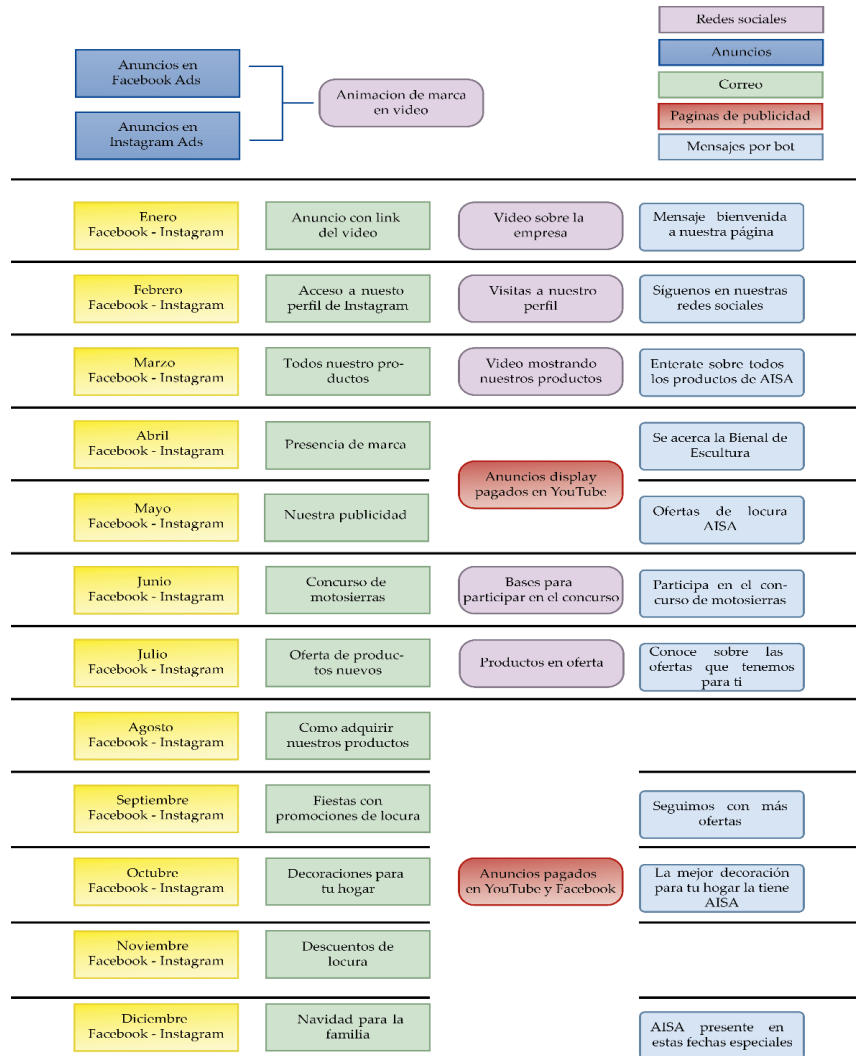 Redes sociales
Anuncios
Correo
Paginas de publicidad
Mensajes por bot
Anuncios en
Facebook Ads
Anuncios en
Instagram Ads
Animacion de marca
en video
Enero
Facebook - Instagram
Anuncio con link
del video
Video sobre la
empresa
Mensaje bienvenida
a nuestra página
Febrero
Facebook - Instagram
Acceso a nuesto
perfil de Instagram
Visitas a nuestro
perfil
Síguenos en nuestras
redes sociales
Marzo
Facebook - Instagram
Todos nuestro pro-
ductos
Video mostrando
nuestros productos
Enterate sobre todos
los productos de AISA
Abril
Facebook - Instagram
Presencia de marca
Anuncios display
pagados en YouTube
Se acerca la Bienal de
Escultura
Mayo
Facebook - Instagram
Nuestra publicidad
Ofertas de locura
AISA
Junio
Facebook - Instagram
Concurso de
motosierras
Bases para
participar en el concurso
Participa en el con-
curso de motosierras
Julio
Facebook - Instagram
Oferta de produc-
tos nuevos
Productos en oferta
Conoce sobre las
ofertas que tenemos
para ti
Agosto
Facebook - Instagram
Como adquirir
nuestros productos
Septiembre
Facebook - Instagram
Fiestas con
promociones de locura
Seguimos con más
ofertas
Octubre
Facebook - Instagram
Decoraciones para
tu hogar
Anuncios pagados
en YouTube y Facebook
La mejor decoración
para tu hogar la tiene
AISA
Noviembre
Facebook - Instagram
Descuentos de
locura
Diciembre
Facebook - Instagram
Navidad para la
familia
AISA presente en
estas fechas especiales